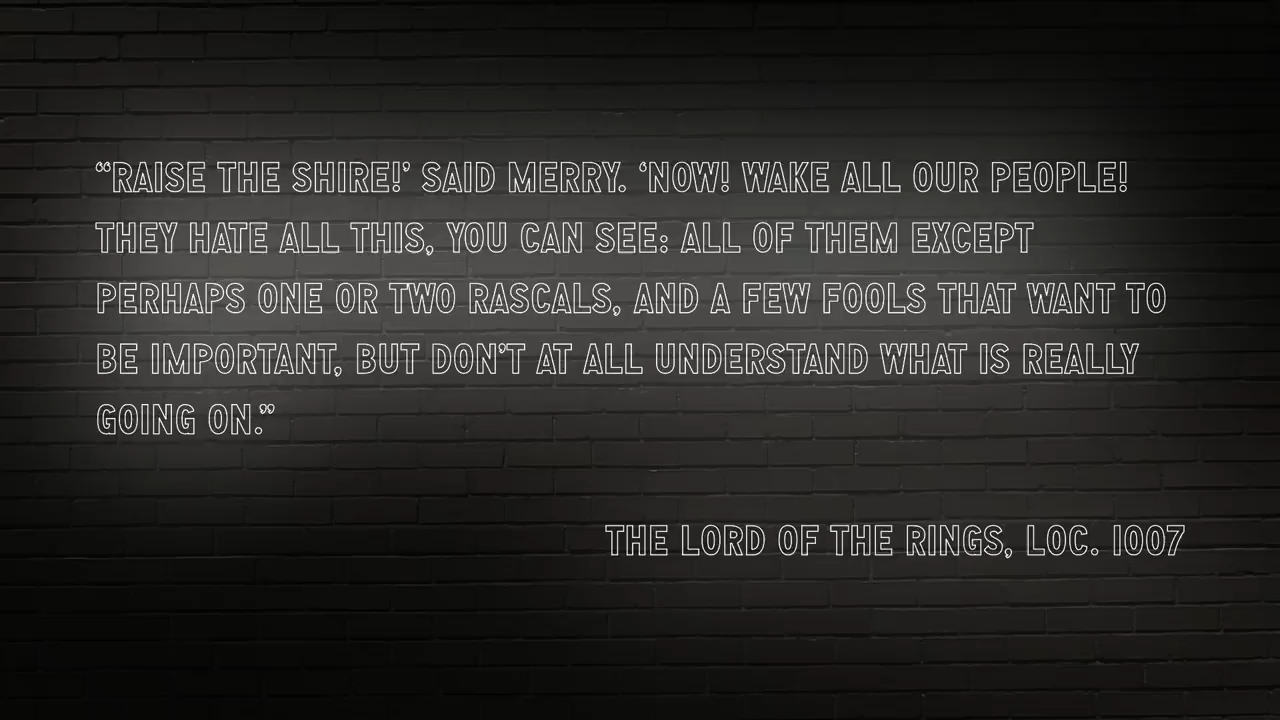 “RAISE THE SHIRE!’ SAID MERRY. ‘NOW! WAKE ALL OUR PEOPLE!
THEY HATE ALL THIS, YOU CAN SEE: ALL OF THEM EXCEPT
PERHAPS ONE OR TWO RASCALS, AND A FEW FOOLS THAT WANT TO
BE IMPORTANT, BUT DON’T AT ALL UNDERSTAND WHAT IS REALLY
GOING ON.”
THE LORD OF THE RINGS, LOC. 1007